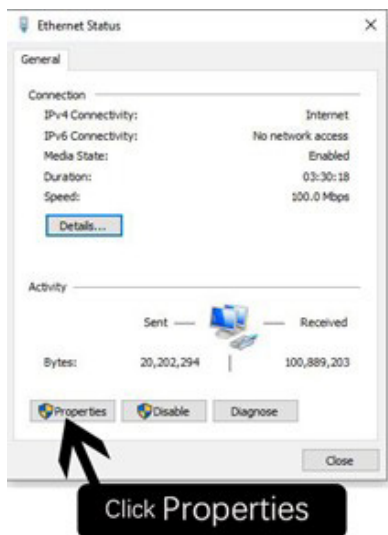 Ethernet Status
General
Connection
IPv4 Connectivity: Internet
IPv6 Connectivity: No network access
Media State: Enabled
Duration: 03:30:18
Speed: 100.0 Mbps
Details...
Activity
Sent Received
Bytes: 20,202,294 100,889,203
Properties Disable Diagnose
Close
Click Properties